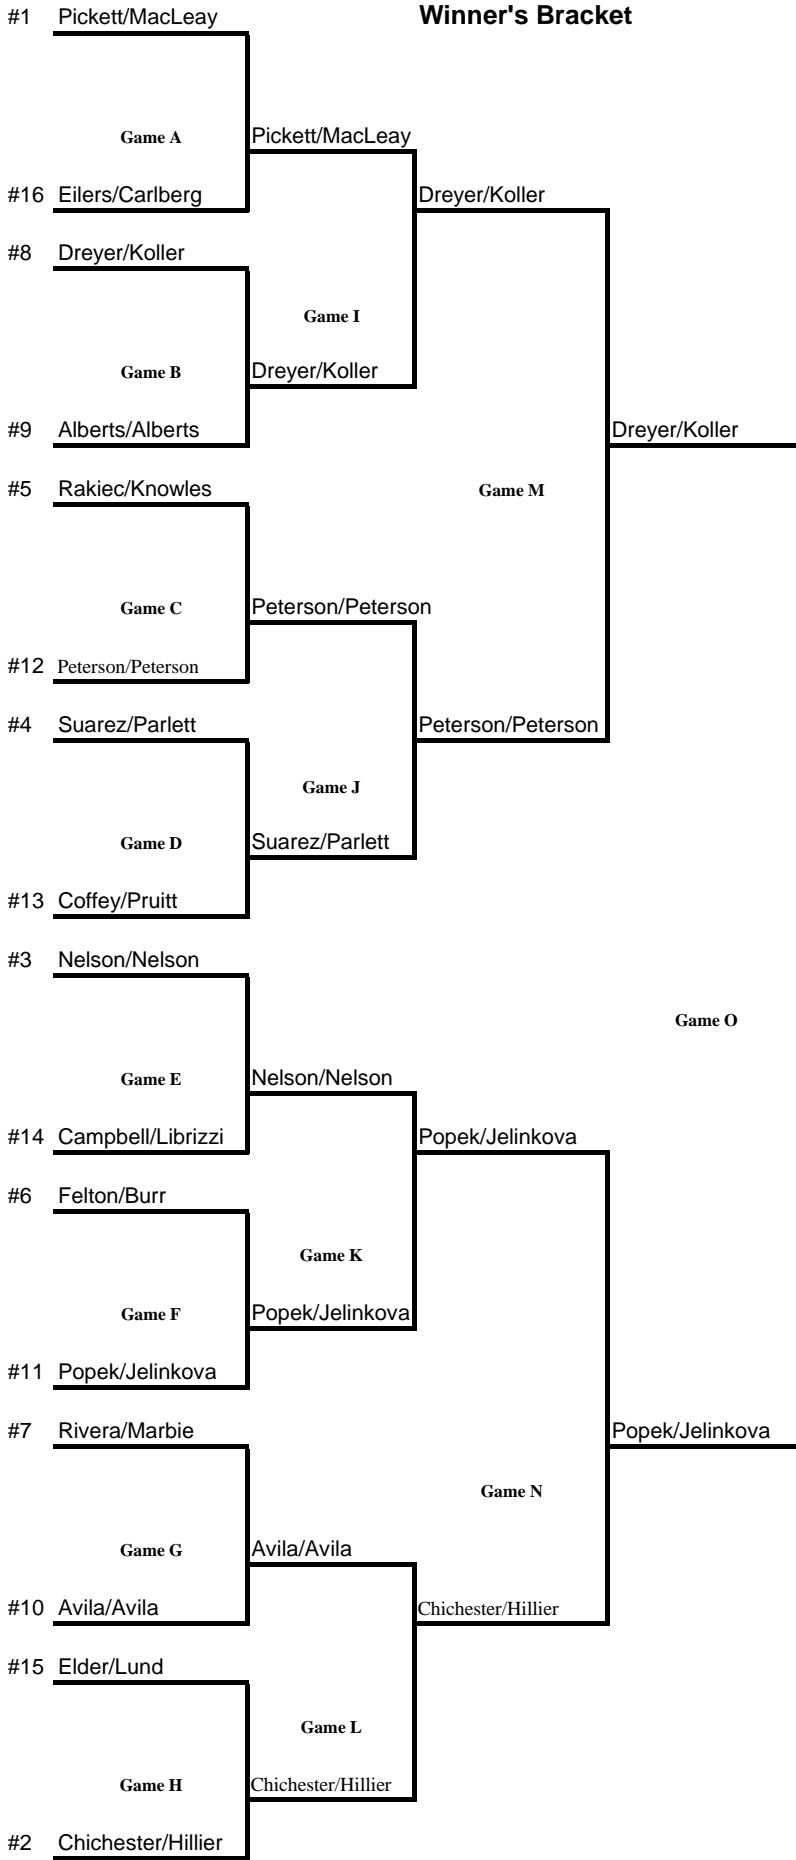 #1 Pickett/MacLeay Winner's Bracket
Game A Pickett/MacLeay
#16 Eilers/Carlberg Dreyer/Koller
#8 Dreyer/Koller
Game I
Game B Dreyer/Koller
#9 Alberts/Alberts Dreyer/Koller
#5 Rakiec/Knowles Game M
Game C Peterson/Peterson
#12 Peterson/Peterson
#4 Suarez/Parlett Peterson/Peterson
Game J
Game D Suarez/Parlett
#13 Coffey/Pruitt
#3 Nelson/Nelson
Game O
Game E Nelson/Nelson
#14 Campbell/Librizzi Popek/Jelinkova
#6 Felton/Burr
Game K
Game F Popek/Jelinkova
#11 Popek/Jelinkova
#7 Rivera/Marbie Popek/Jelinkova
Game N
Game G Avila/Avila
#10 Avila/Avila Chichester/Hillier
#15 Elder/Lund
Game L
Game H Chichester/Hillier
#2 Chichester/Hillier